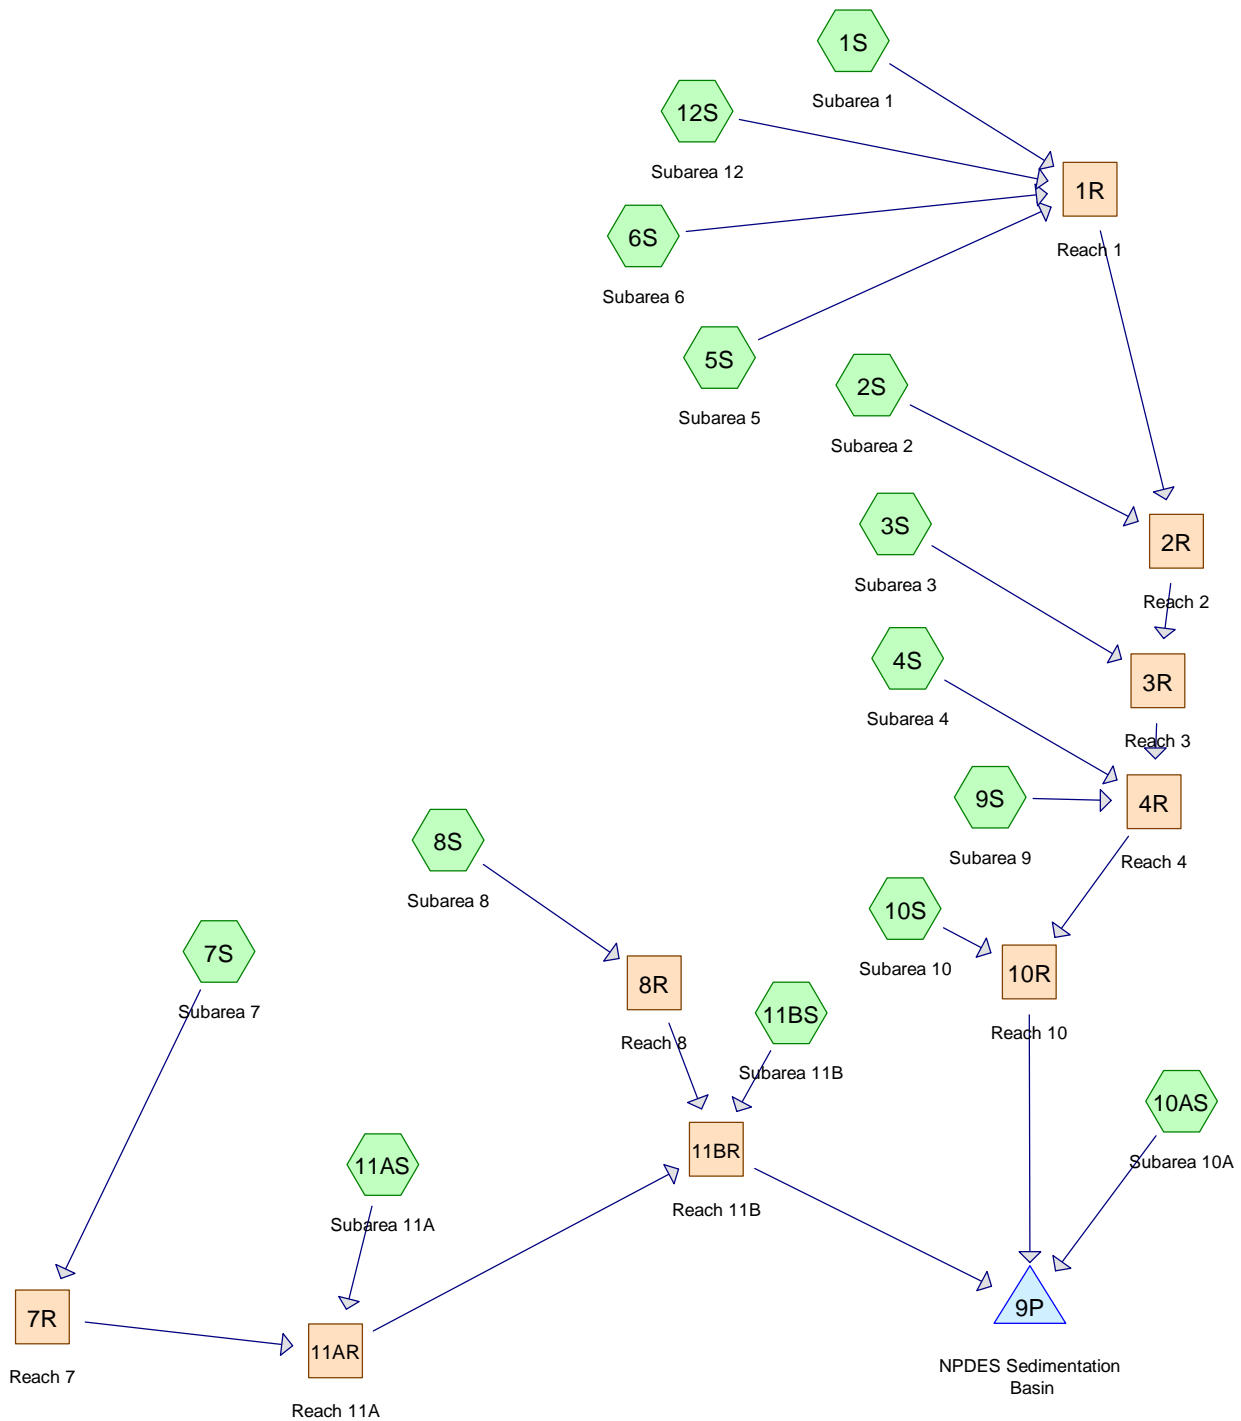 1S
Subarea 1
12S
Subarea 12
1R
Reach 1
6S
Subarea 6
5S
Subarea 5
2S
Subarea 2
3S
Subarea 3
2R
Reach 2
4S
Subarea 4
3R
Reach 3
9S
Subarea 9
4R
Reach 4
8S
Subarea 8
10S
Subarea 10
7S
Subarea 7
8R
Reach 8
10R
Reach 10
11BS
Subarea 11B
10AS
Subarea 10A
11AS
Subarea 11A
11BR
Reach 11B
7R
Reach 7
11AR
Reach 11A
9P
NPDES Sedimentation
Basin